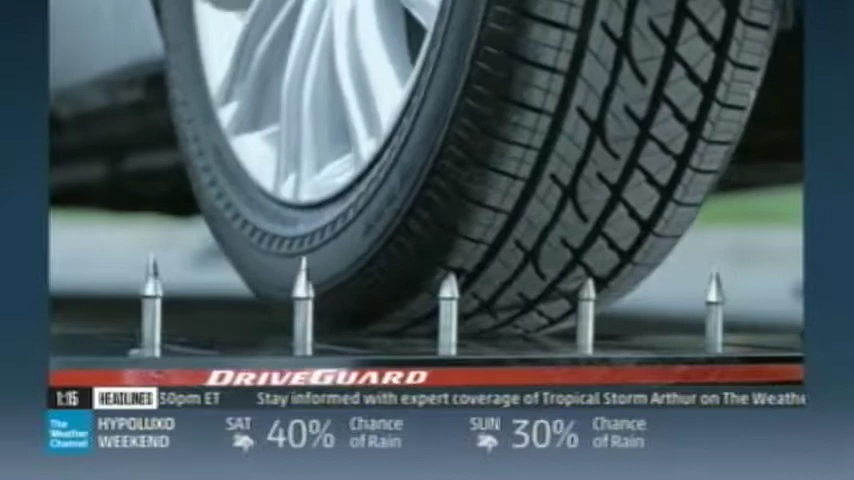 DRIVEGUARD
1:15 HEADLINES 30pm ET Stay informed with expert coverage of Tropical Storm Arthur on The Weathe
The Weather Channel
HYPOLUXO WEEKEND
SAT 40% Chance of Rain
SUN 30% Chance of Rain